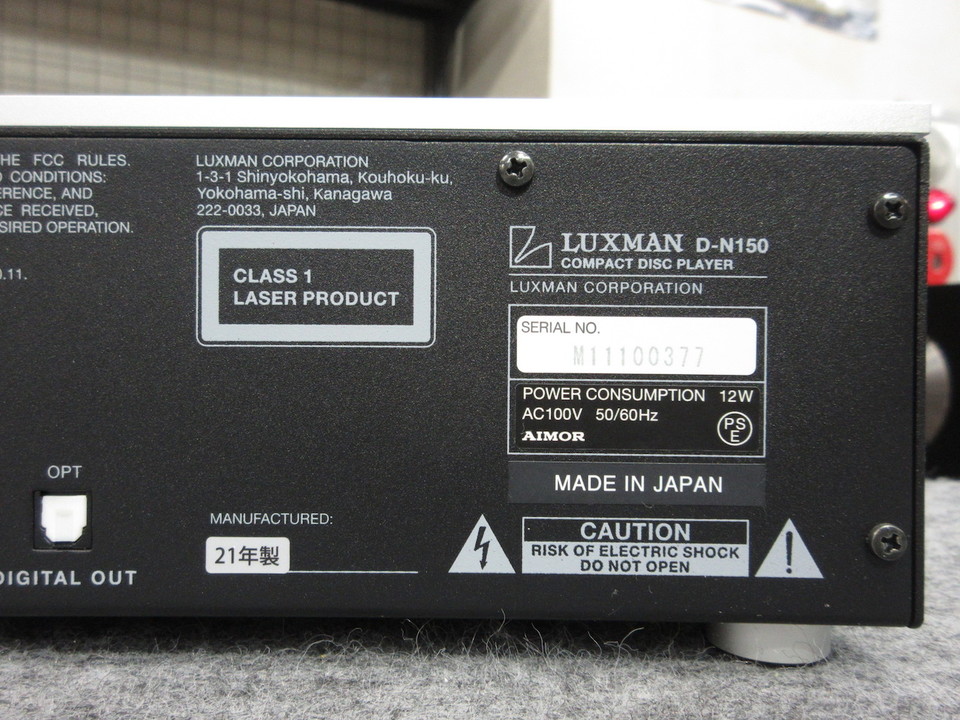 HE FCC RULES.
CONDITIONS:
ERENCE, AND
CE RECEIVED,
SIRED OPERATION.
.11.
LUXMAN CORPORATION
1-3-1 Shinyokohama, Kouhoku-ku,
Yokohama-shi, Kanagawa
222-0033, JAPAN
CLASS 1
LASER PRODUCT
LUXMAN D-N150
COMPACT DISC PLAYER
LUXMAN CORPORATION
SERIAL NO.
M11100377
POWER CONSUMPTION 12W
AC100V 50/60Hz
AIMOR
PS
E
MADE IN JAPAN
OPT
DIGITAL OUT
MANUFACTURED:
21年製
CAUTION
RISK OF ELECTRIC SHOCK
DO NOT OPEN